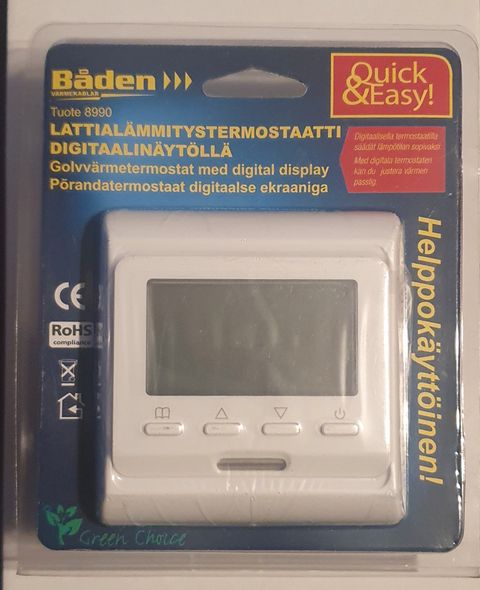 Båden
VÄRMEKABLAR
Tuote 8990
LATTIALÄMMITYSTERMOSTAATTI
DIGITAALINÄYTÖLLÄ
Golvvärmetermostat med digital display
Põrandatermostaat digitaalse ekraaniga
Quick
&Easy!
Digitaalisella termostaatilla
säädät lämpötilan sopivaksi.
Med digitala termostaten
kan du justera värmen
passlig.
Helppokäyttöinen!
CE
RoHS
compliance
Green Choice